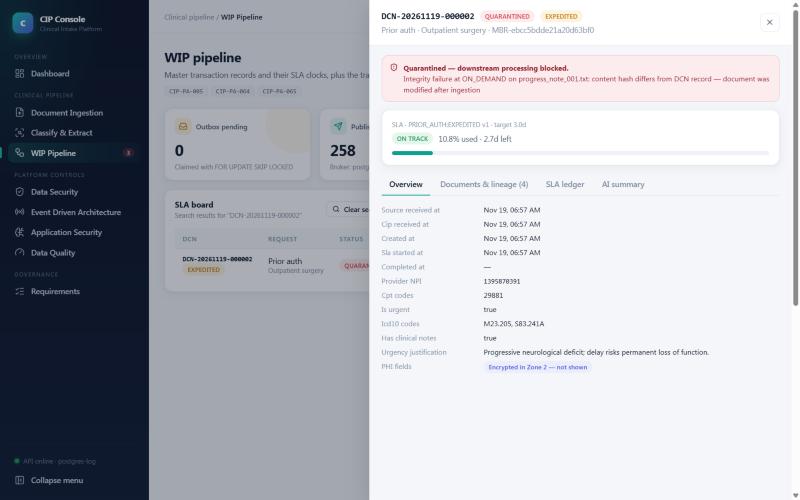 C
CIP Console
Clinical Intake Platform
OVERVIEW
Dashboard
CLINICAL PIPELINE
Document Ingestion
Classify & Extract
WIP Pipeline
3
PLATFORM CONTROLS
Data Security
Event Driven Architecture
Application Security
Data Quality
GOVERNANCE
Requirements
API online · postgres-log
Collapse menu
Clinical pipeline / WIP Pipeline
WIP pipeline
Master transaction records and their SLA clocks, plus the tra
CIP-PA-005
CIP-PA-064
CIP-PA-065
Outbox pending
0
Claimed with FOR UPDATE SKIP LOCKED
Publis
258
Broker: postg
SLA board
Search results for "DCN-20261119-000002"
Clear se
DCN
REQUEST
STATUS
DCN-20261119-000002
EXPEDITED
Prior auth
Outpatient surgery
QUARAN
DCN-20261119-000002 QUARANTINED EXPEDITED
Prior auth · Outpatient surgery · MBR-ebcc5bdde21a20d63bf0
Quarantined — downstream processing blocked.
Integrity failure at ON_DEMAND on progress_note_001.txt: content hash differs from DCN record — document was
modified after ingestion
SLA · PRIOR_AUTH:EXPEDITED v1 · target 3.0d
ON TRACK 10.8% used · 2.7d left
Overview
Documents & lineage (4)
SLA ledger
AI summary
Source received at Nov 19, 06:57 AM
Cip received at Nov 19, 06:57 AM
Created at Nov 19, 06:57 AM
Sla started at Nov 19, 06:57 AM
Completed at —
Provider NPI 1395878391
Cpt codes 29881
Is urgent true
Icd10 codes M23.205, S83.241A
Has clinical notes true
Urgency justification Progressive neurological deficit; delay risks permanent loss of function.
PHI fields Encrypted in Zone 2 — not shown